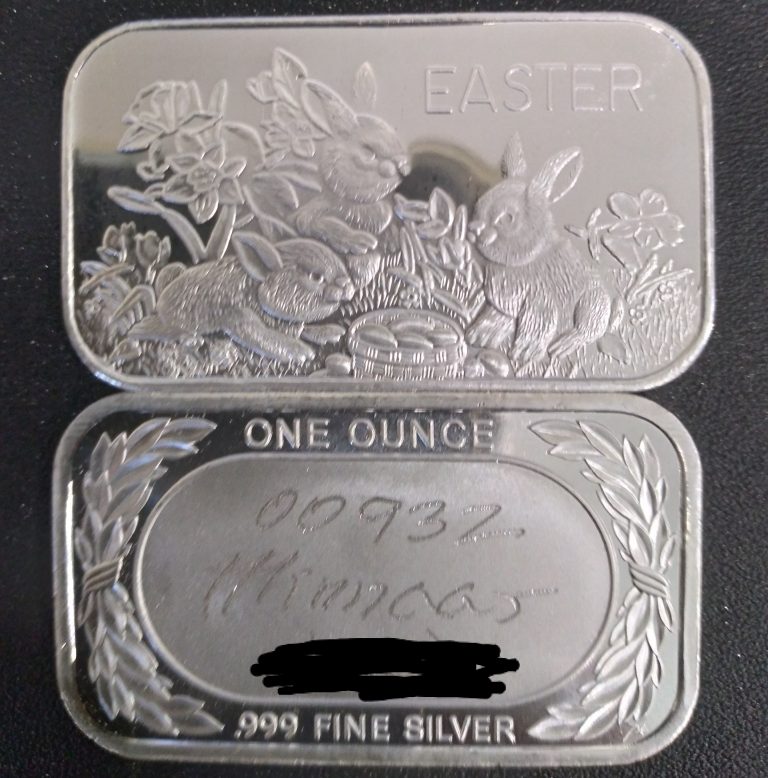 EASTER
ONE OUNCE
00932
.999 FINE SILVER